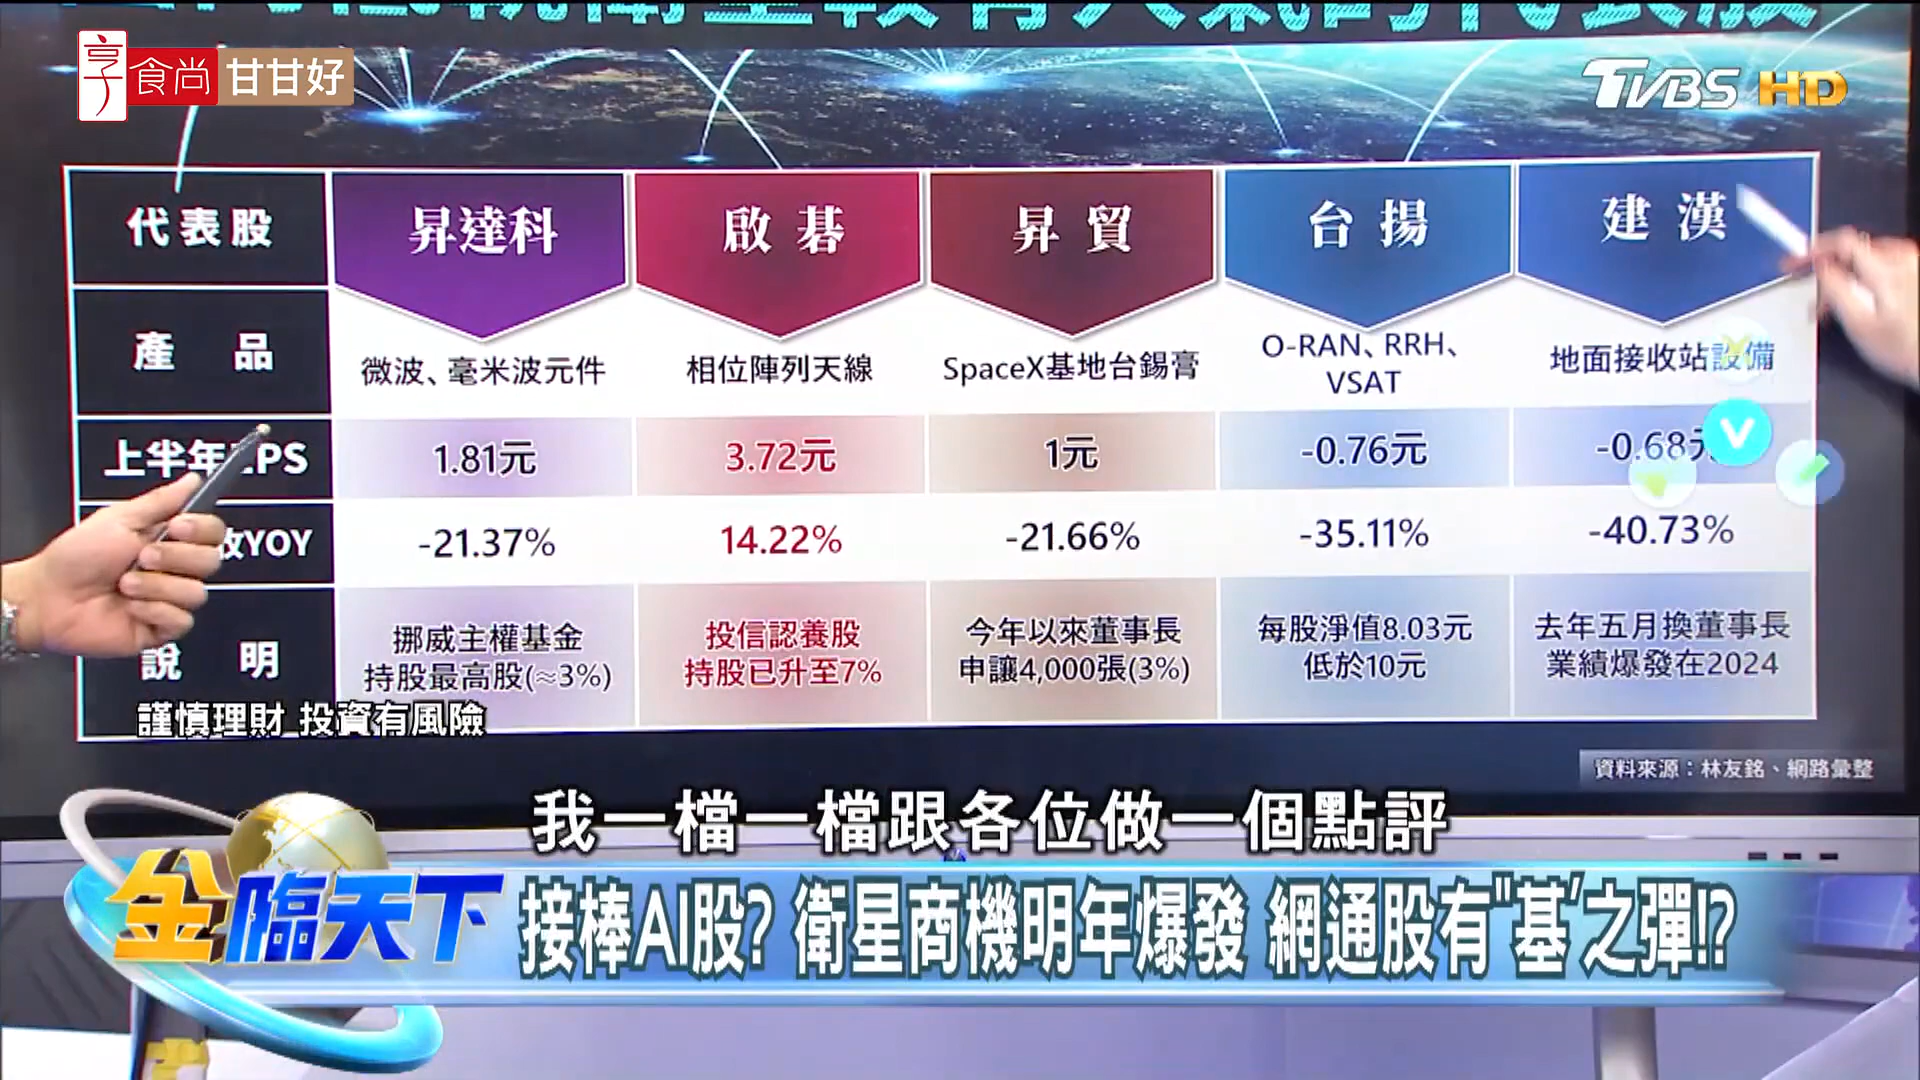 享食尚 甘甘好
TVBS HD
代表股 昇達科 啟碁 昇貿 台揚 建漢
產品 微波、毫米波元件 相位陣列天線 SpaceX基地台錫膏 O-RAN、RRH、VSAT 地面接收站設備
上半年EPS 1.81元 3.72元 1元 -0.76元 -0.68元
收YOY -21.37% 14.22% -21.66% -35.11% -40.73%
說明 挪威主權基金 持股最高股(≈3%) 投信認養股 持股已升至7% 今年以來董事長 申讓4,000張(3%) 每股淨值8.03元 低於10元 去年五月換董事長 業績爆發在2024
謹慎理財 投資有風險
資料來源：林友銘、網路彙整
我一檔一檔跟各位做一個點評
金臨天下
接棒AI股? 衛星商機明年爆發 網通股有"基"之彈!?